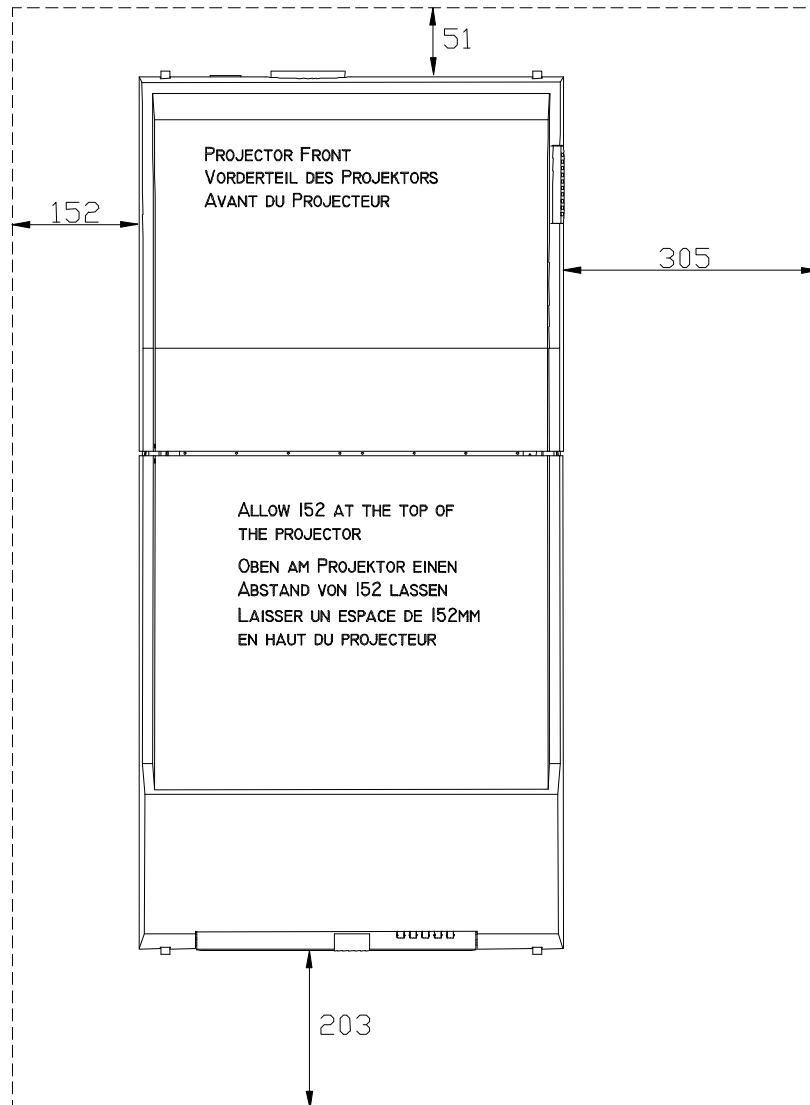 51
PROJECTOR FRONT
VORDERTEIL DES PROJEKTORS
AVANT DU PROJECTEUR
152
305
ALLOW 152 AT THE TOP OF
THE PROJECTOR
OBEN AM PROJEKTOR EINEN
ABSTAND VON 152 LASSEN
LAISSER UN ESPACE DE 152MM
EN HAUT DU PROJECTEUR
203